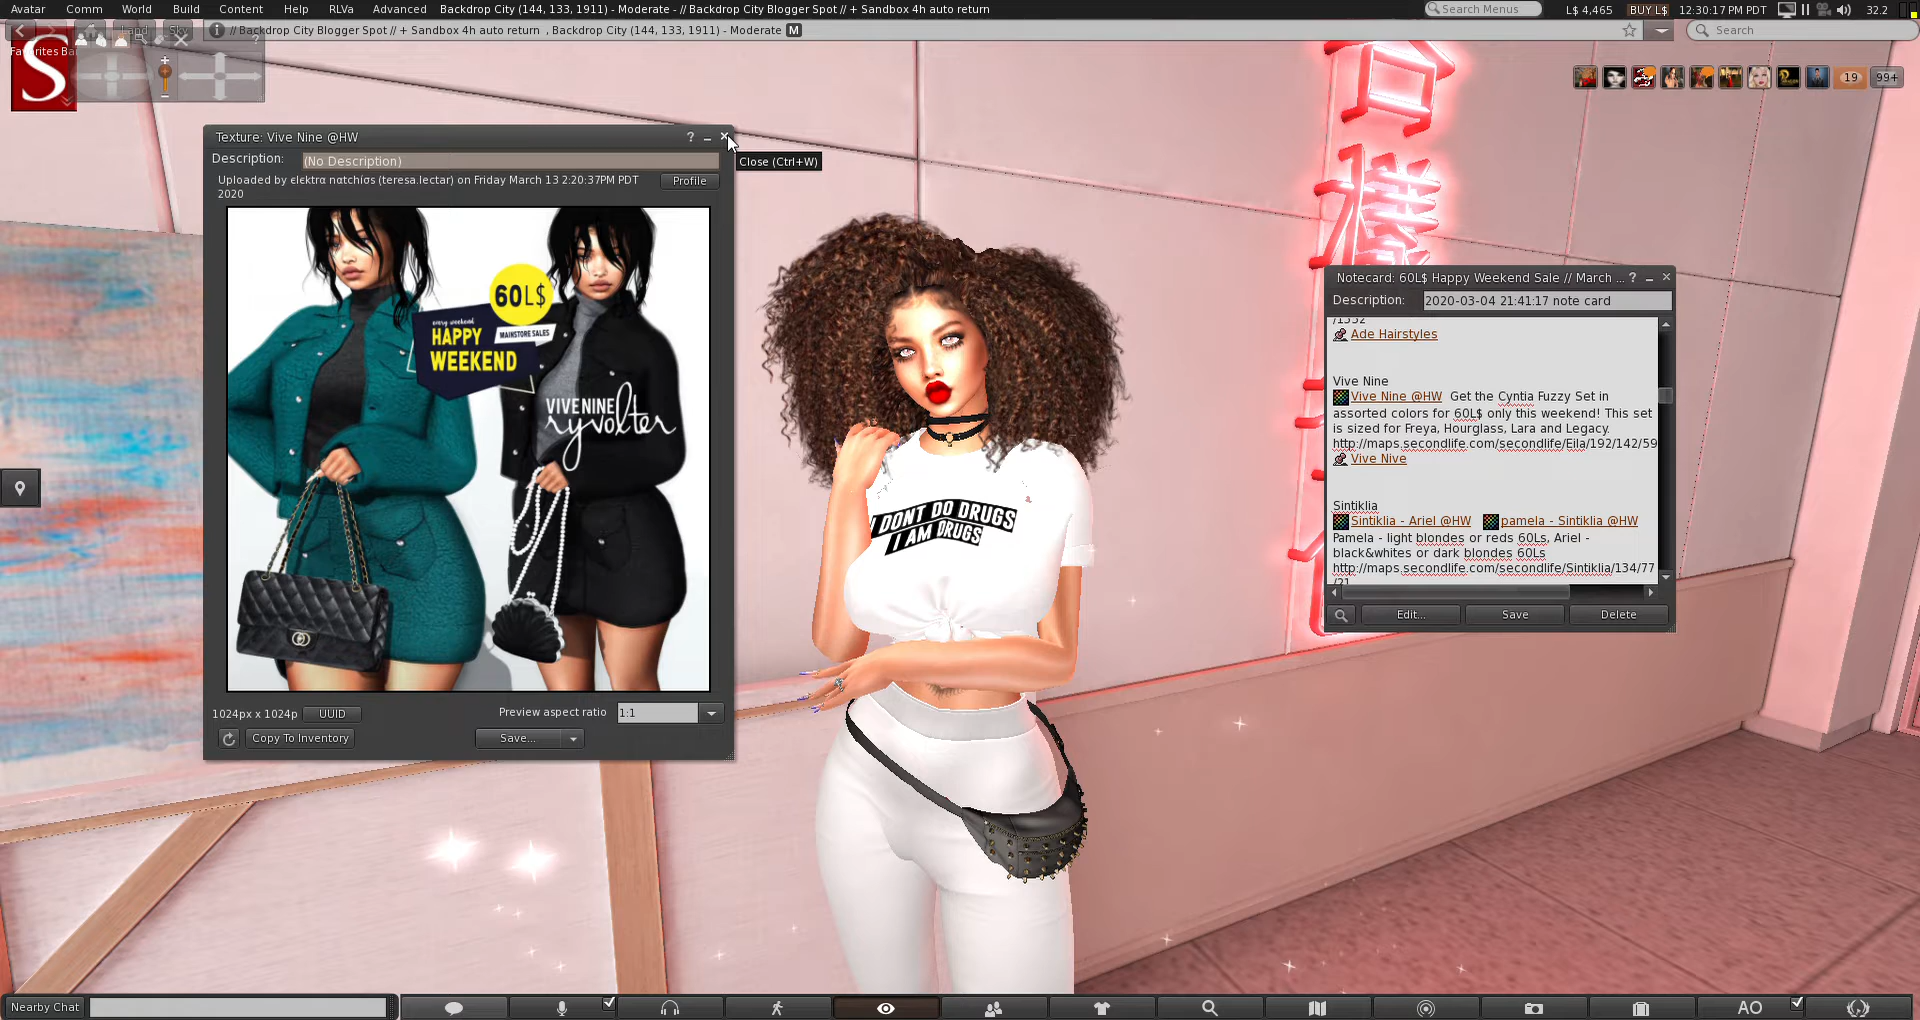 Avatar Comm World Build Content Help RLVa Advanced Backdrop City (144, 133, 1911) - Moderate - // Backdrop City Blogger Spot // + Sandbox 4h auto return
Search Menus
L$ 4,465 BUY L$ 12:30:17 PM PDT 32.2
// Backdrop City Blogger Spot // + Sandbox 4h auto return , Backdrop City (144, 133, 1911) - Moderate M
Search
19 99+
Texture: Vive Nine @HW
Close (Ctrl+W)
Description: (No Description)
Uploaded by elektra natchios (teresa.lectar) on Friday March 13 2:20:37PM PDT
2020
Profile
60L$
every weekend
HAPPY
WEEKEND
MAINSTORE SALES
VIVE NINE
ryvolter
1024px x 1024p UUID
Preview aspect ratio 1:1
Copy To Inventory
Save...
I DONT DO DRUGS
I AM DRUGS
Notecard: 60L$ Happy Weekend Sale // March ...
Description: 2020-03-04 21:41:17 note card
/1552
Ade Hairstyles
Vive Nine
Vive Nine @HW Get the Cyntia Fuzzy Set in
assorted colors for 60L$ only this weekend! This set
is sized for Freya, Hourglass, Lara and Legacy.
http://maps.secondlife.com/secondlife/Eila/192/142/59
Vive Nive
Sintiklia
Sintiklia - Ariel @HW pamela - Sintiklia @HW
Pamela - light blondes or reds 60Ls, Ariel -
black&whites or dark blondes 60Ls
http://maps.secondlife.com/secondlife/Sintiklia/134/77
/21
Edit... Save Delete
Nearby Chat
AO